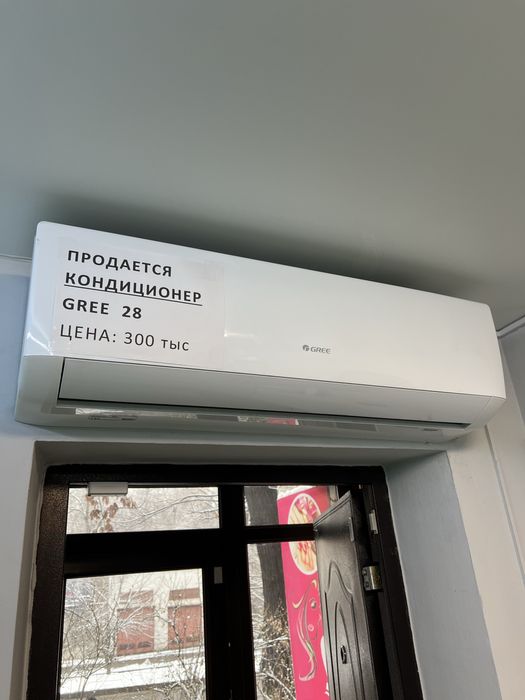 ПРОДАЕТСЯ
КОНДИЦИОНЕР
GREE 28
ЦЕНА: 300 тыс
GREE